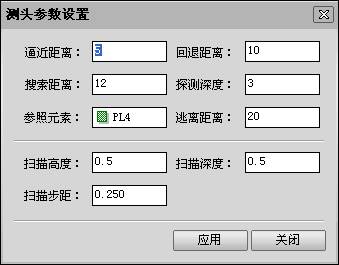 测头参数设置
逼近距离： 5 回退距离： 10
搜索距离： 12 探测深度： 3
参照元素： PL4 逃离距离： 20
扫描高度： 0.5 扫描深度： 0.5
扫描步距： 0.250
应用 关闭